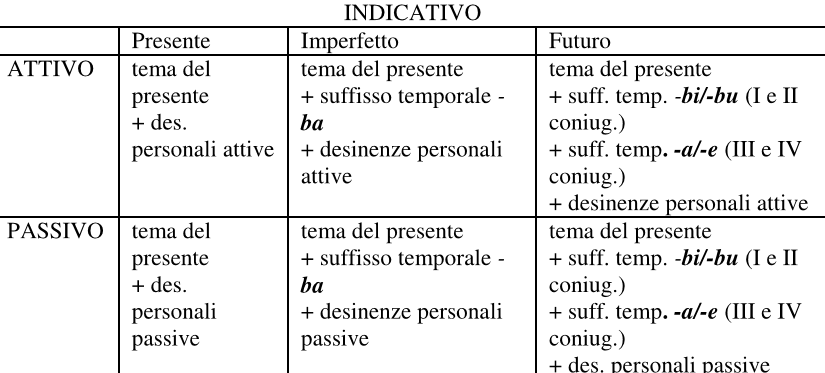 INDICATIVO
Presente Imperfetto Futuro
ATTIVO
tema del
presente
+ des.
personali attive
tema del presente
+ suffisso temporale -
ba
+ desinenze personali
attive
tema del presente
+ suff. temp. -bi/-bu (I e II
coniug.)
+ suff. temp. -a/-e (III e IV
coniug.)
+ desinenze personali attive
PASSIVO
tema del
presente
+ des.
personali
passive
tema del presente
+ suffisso temporale -
ba
+ desinenze personali
passive
tema del presente
+ suff. temp. -bi/-bu (I e II
coniug.)
+ suff. temp. -a/-e (III e IV
coniug.)
+ des. personali passive